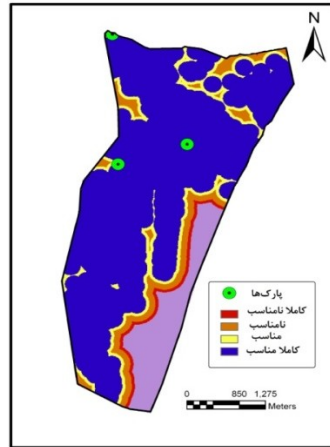 N
پارک‌ها
کاملا نامناسب
نامناسب
مناسب
کاملا مناسب
0 850 1,275
Meters